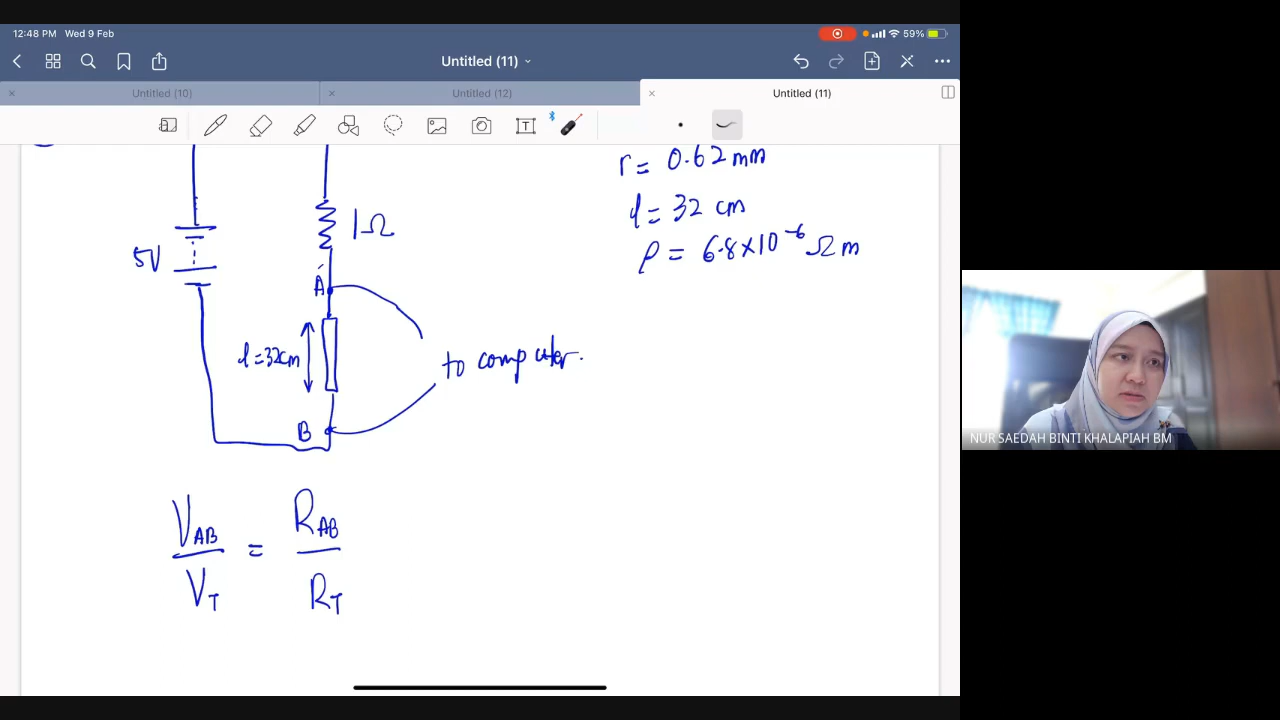 12:48 PM Wed 9 Feb
59%
Untitled (11)
Untitled (10)
Untitled (12)
Untitled (11)
T
r = 0.62 mm
l = 32 cm
ρ = 6.8 × 10⁻⁶ Ω m
1Ω
5V
A
l = 32cm
to computer.
B
V_AB / V_T = R_AB / R_T
NUR SAEDAH BINTI KHALAPIAH BM